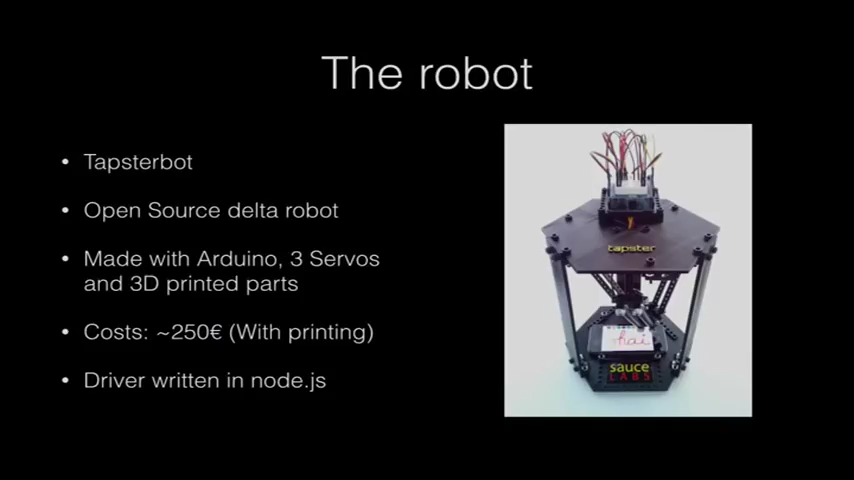 The robot
• Tapsterbot
• Open Source delta robot
• Made with Arduino, 3 Servos
and 3D printed parts
• Costs: ~250€ (With printing)
• Driver written in node.js
tapster
hai
sauce
LABS